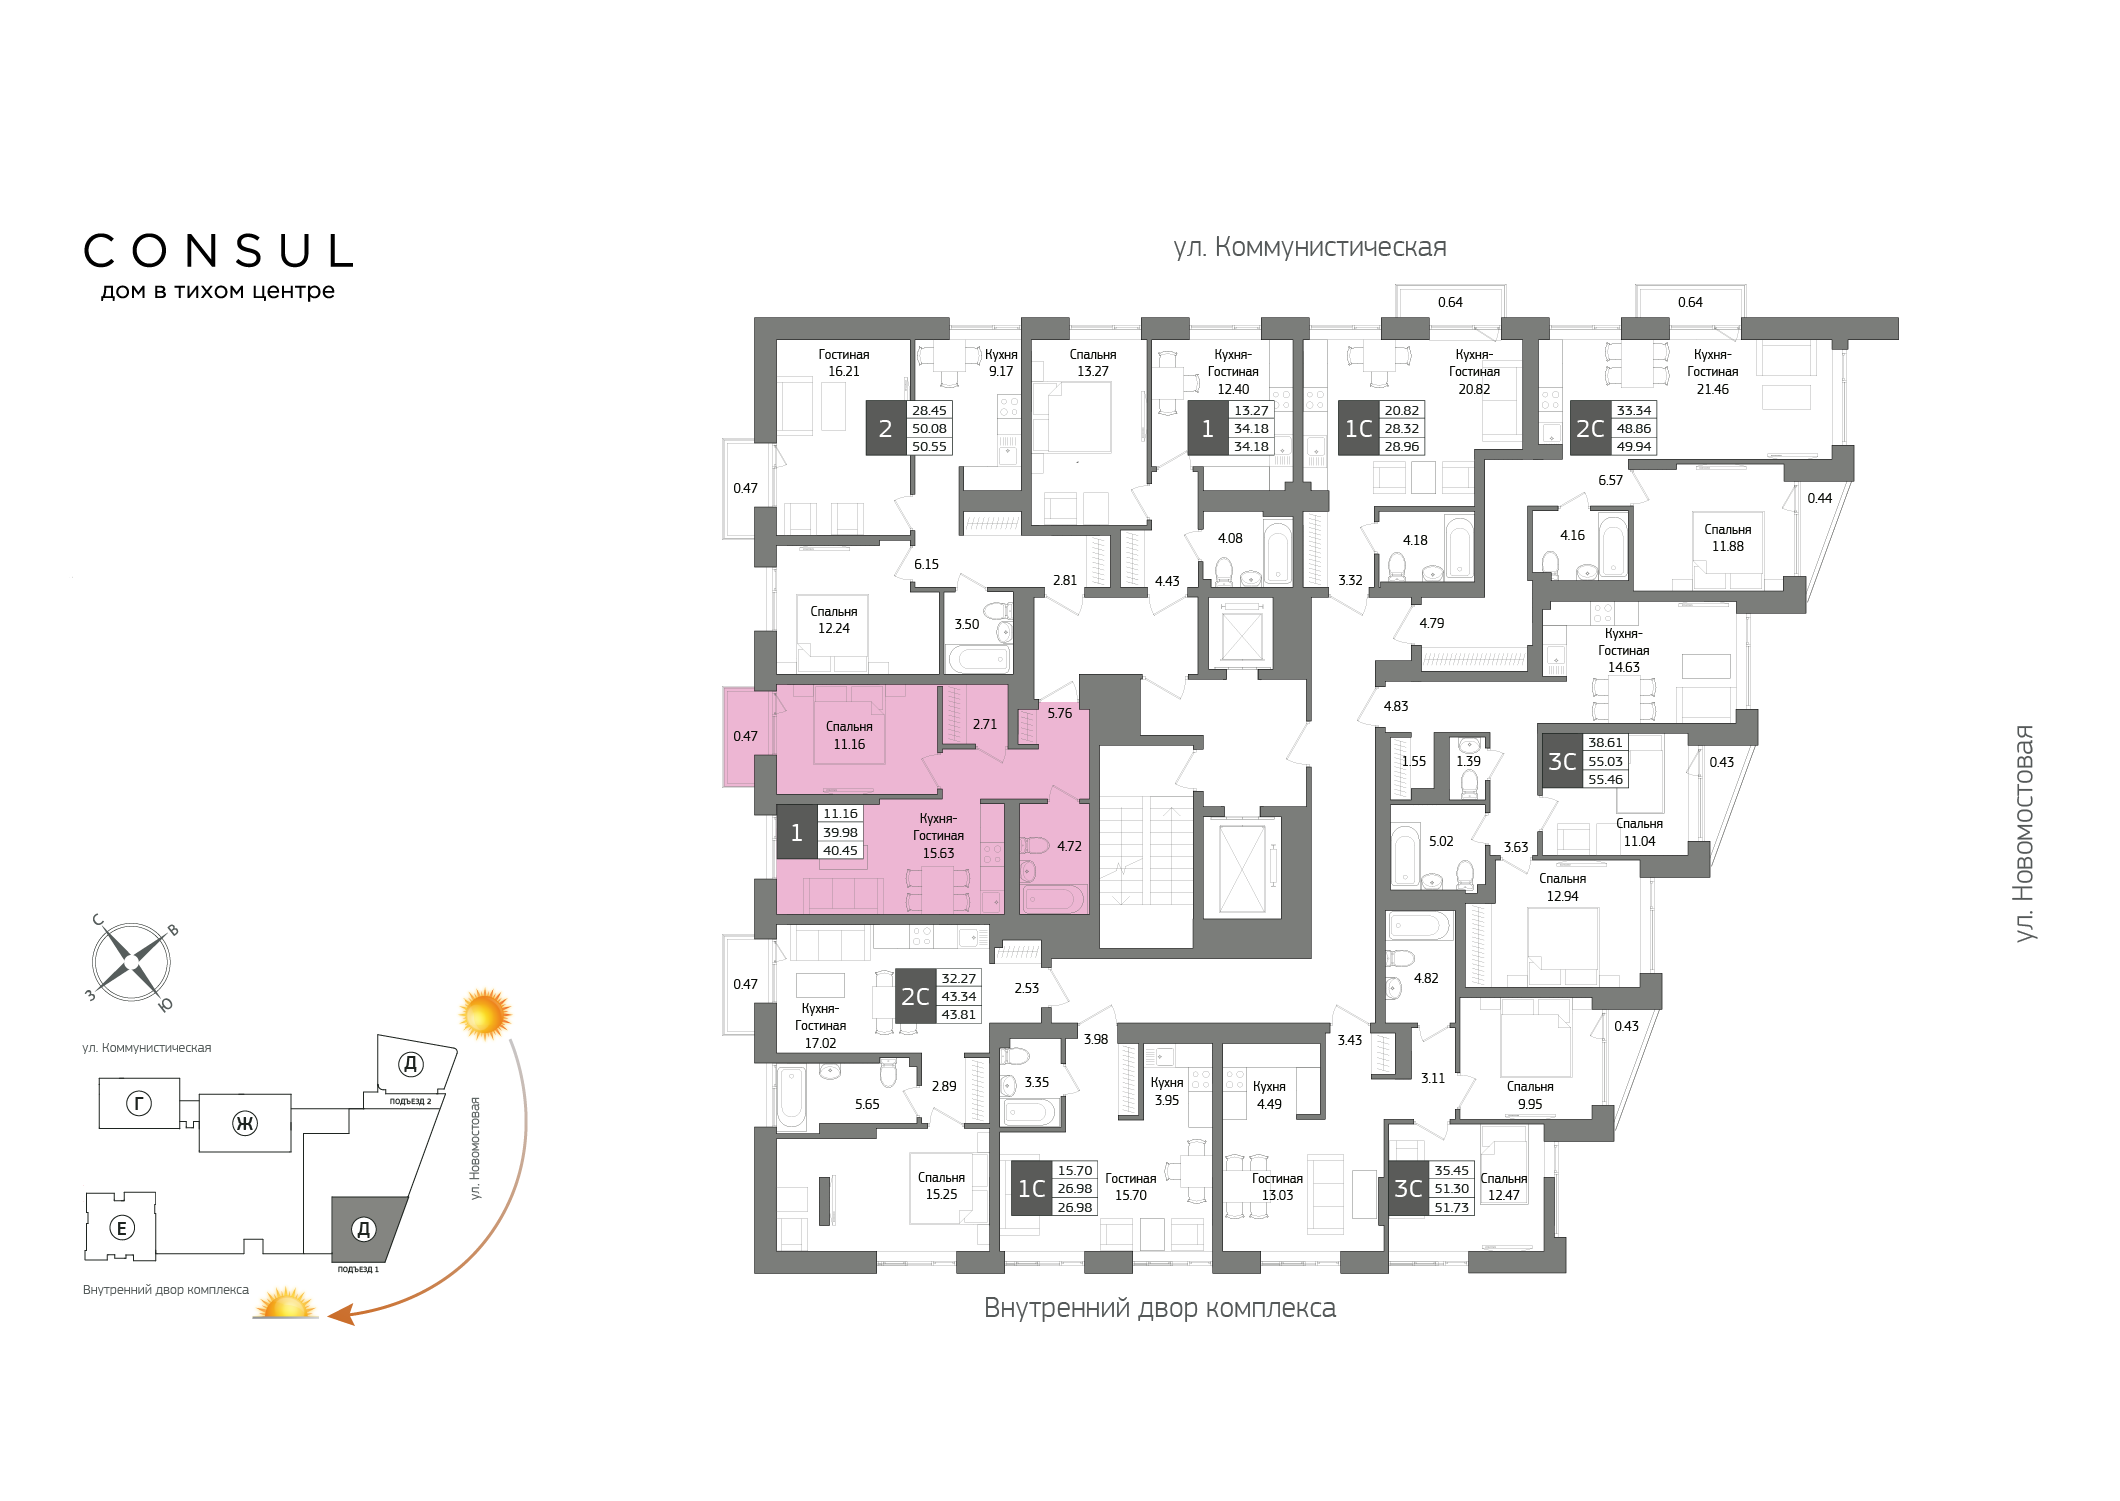 CONSUL
дом в тихом центре
ул. Коммунистическая
0.64
0.64
Гостиная
16.21
Кухня
9.17
Спальня
13.27
Кухня-
Гостиная
12.40
Кухня-
Гостиная
20.82
Кухня-
Гостиная
21.46
2
28.45
50.08
50.55
1
13.27
34.18
34.18
1С
20.82
28.32
28.96
2С
33.34
48.86
49.94
0.47
6.57
0.44
4.08
4.18
4.16
Спальня
11.88
6.15
2.81
4.43
3.32
Спальня
12.24
3.50
4.79
Кухня-
Гостиная
14.63
0.47
Спальня
11.16
2.71
5.76
4.83
1.55
1.39
3С
38.61
55.03
55.46
0.43
ул. Новомостовая
1
11.16
39.98
40.45
Кухня-
Гостиная
15.63
4.72
5.02
3.63
Спальня
11.04
Спальня
12.94
0.47
2С
32.27
43.34
43.81
2.53
Кухня-
Гостиная
17.02
4.82
3.98
3.43
0.43
5.65
2.89
3.35
Кухня
3.95
Кухня
4.49
3.11
Спальня
9.95
Спальня
15.25
1С
15.70
26.98
26.98
Гостиная
15.70
Гостиная
13.03
3С
35.45
51.30
51.73
Спальня
12.47
Внутренний двор комплекса
С
В
З
Ю
ул. Коммунистическая
Г
Ж
Д
ПОДЪЕЗД 2
ул. Новомостовая
Е
Д
ПОДЪЕЗД 1
Внутренний двор комплекса